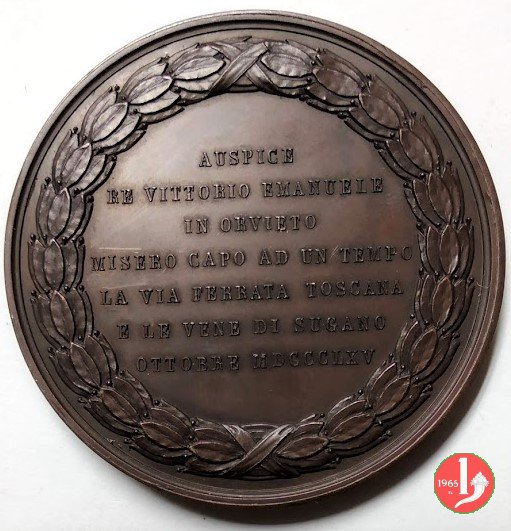 AUSPICE
RE VITTORIO EMANUELE
IN ORVIETO
MISERO CAPO AD UN TEMPO
LA VIA FERRATA TOSCANA
E LE VENE DI SUGANO
OTTOBRE MDCCCLXV
1965